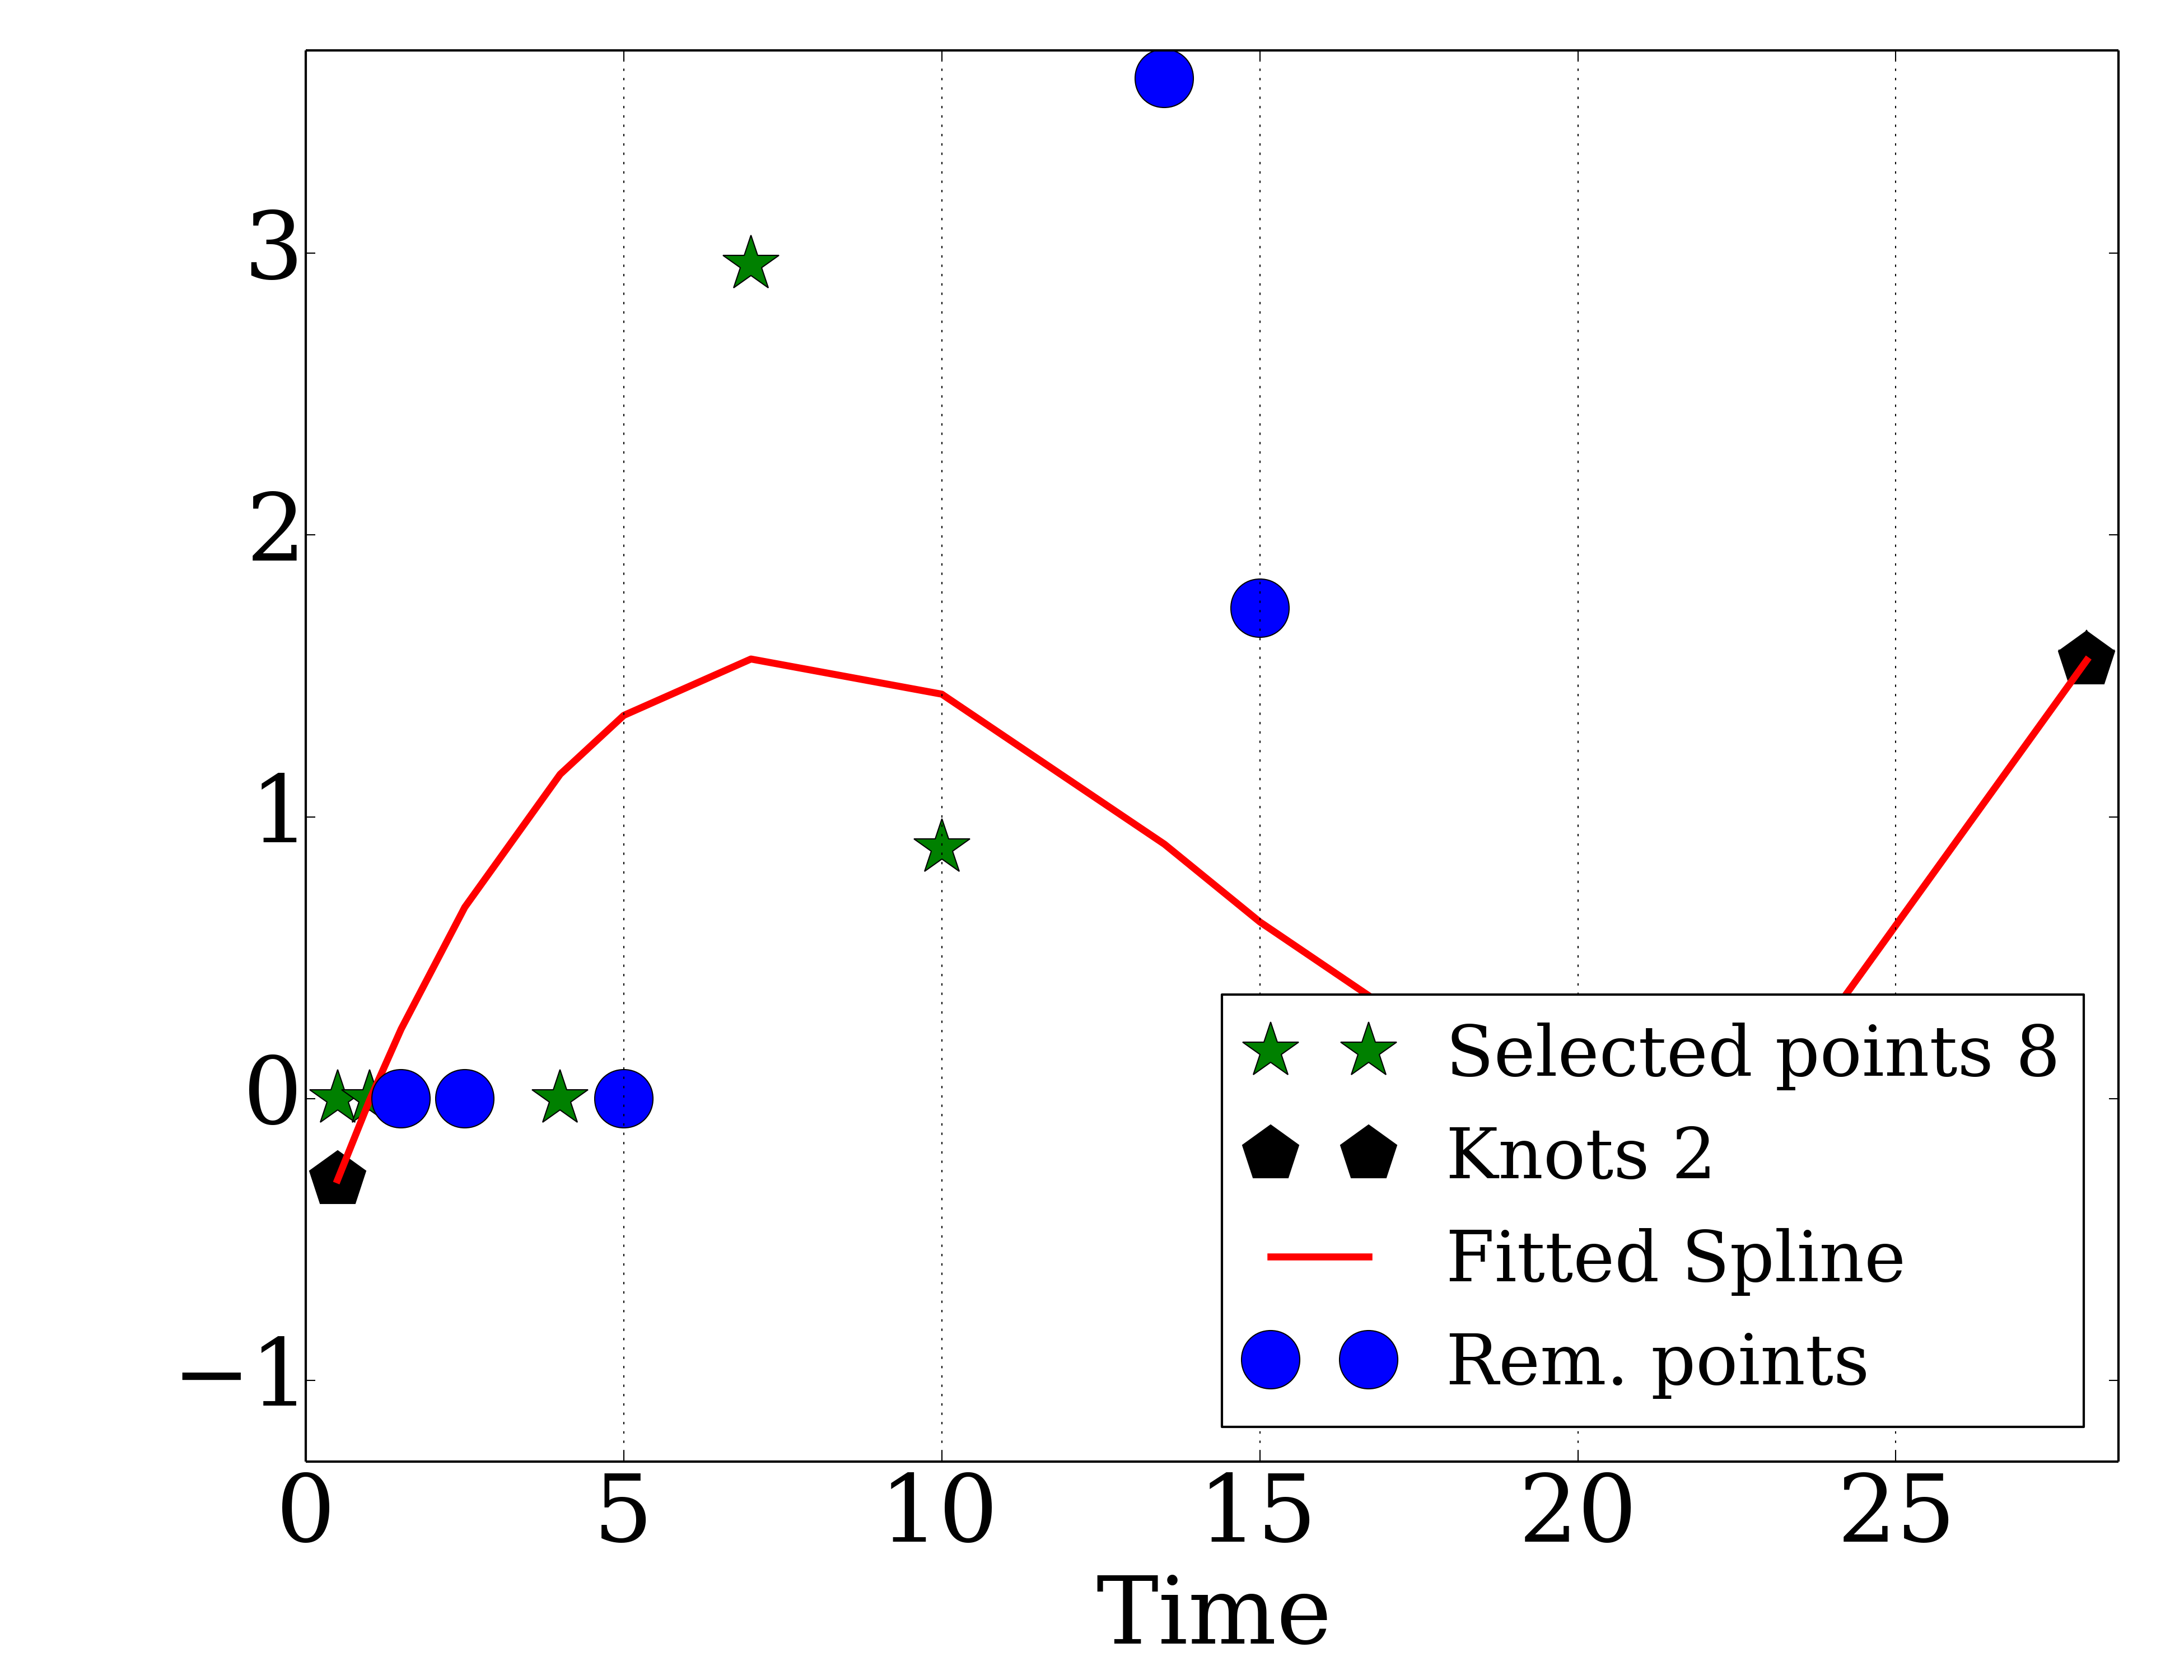 3
2
1
0
−1
Selected points 8
Knots 2
Fitted Spline
Rem. points
0 5 10 15 20 25
Time